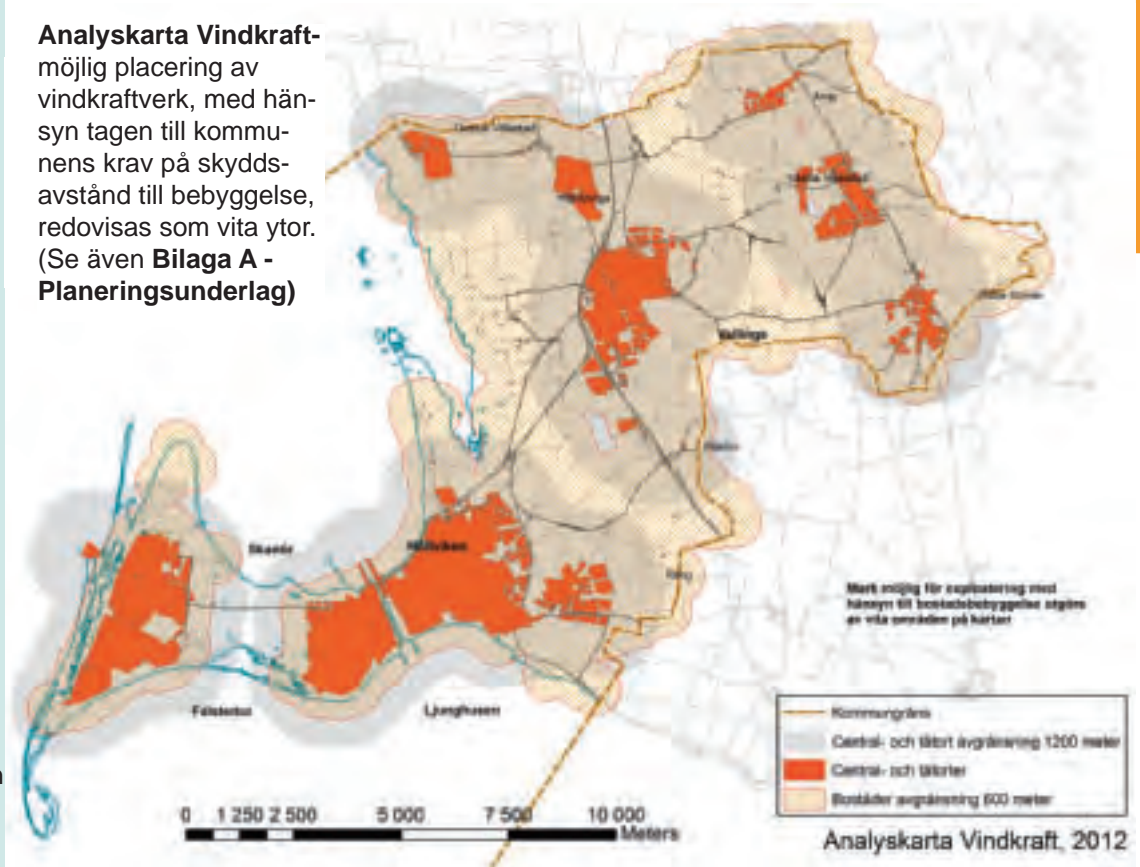 Analyskarta Vindkraft-
möjlig placering av
vindkraftverk, med hän-
syn tagen till kommu-
nens krav på skydds-
avstånd till bebyggelse,
redovisas som vita ytor.
(Se även Bilaga A -
Planeringsunderlag)
Vellinge
Skanör
Höllviken
Falsterbo
Ljunghusen
Mark möjlig för exploatering med
hänsyn till bostadsbebyggelse utgörs
av vita områden på kartan
Kommungräns
Central- och tätort avgränsning 1200 meter
Central- och tätorter
Bostäder avgränsning 600 meter
0 1 250 2 500 5 000 7 500 10 000
Meters
Analyskarta Vindkraft, 2012